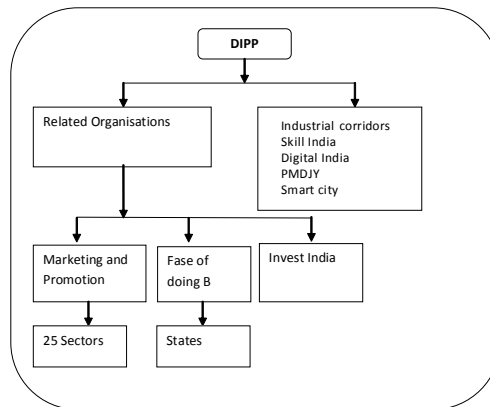 DIPP
Related Organisations
Industrial corridors
Skill India
Digital India
PMDJY
Smart city
Marketing and
Promotion
Fase of
doing B
Invest India
25 Sectors
States